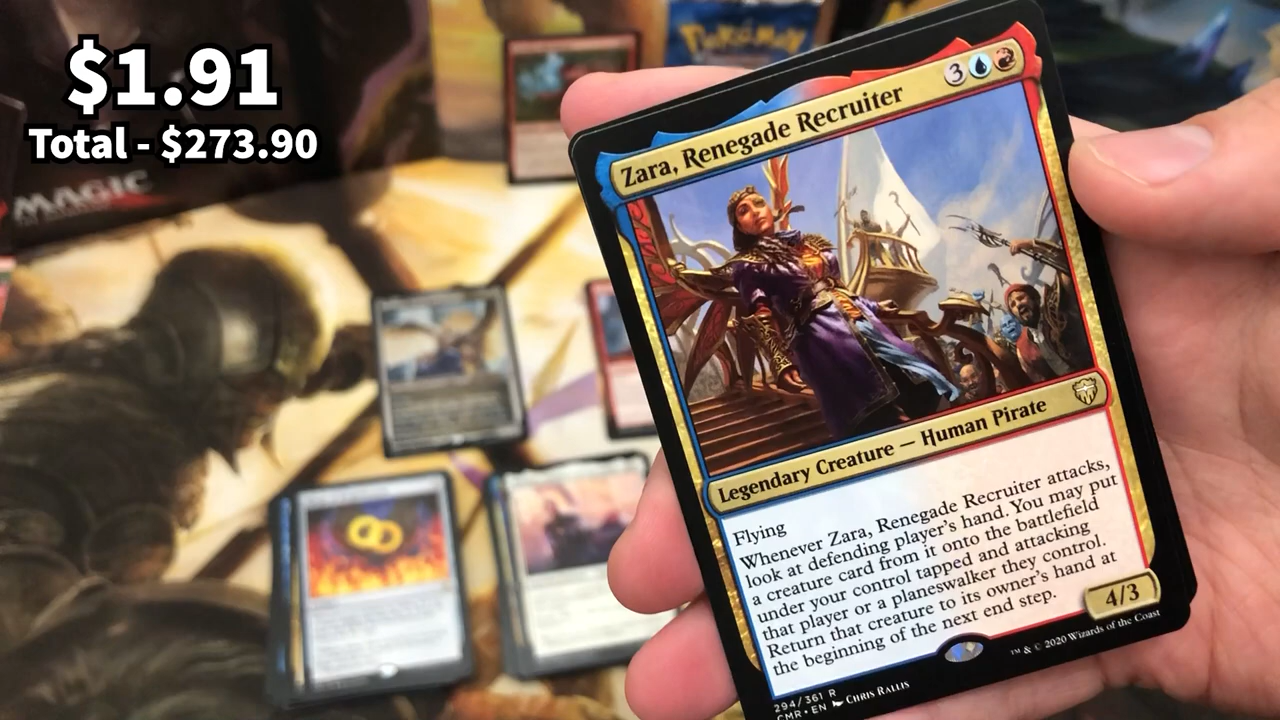 $1.91
Total - $273.90
MAGIC
Pokémon
Zara, Renegade Recruiter
3
Legendary Creature — Human Pirate
Flying
Whenever Zara, Renegade Recruiter attacks,
look at defending player's hand. You may put
a creature card from it onto the battlefield
under your control tapped and attacking
that player or a planeswalker they control.
Return that creature to its owner's hand at
the beginning of the next end step.
4/3
294/361 R
CMR • EN CHRIS RALLIS
™ & © 2020 Wizards of the Coast